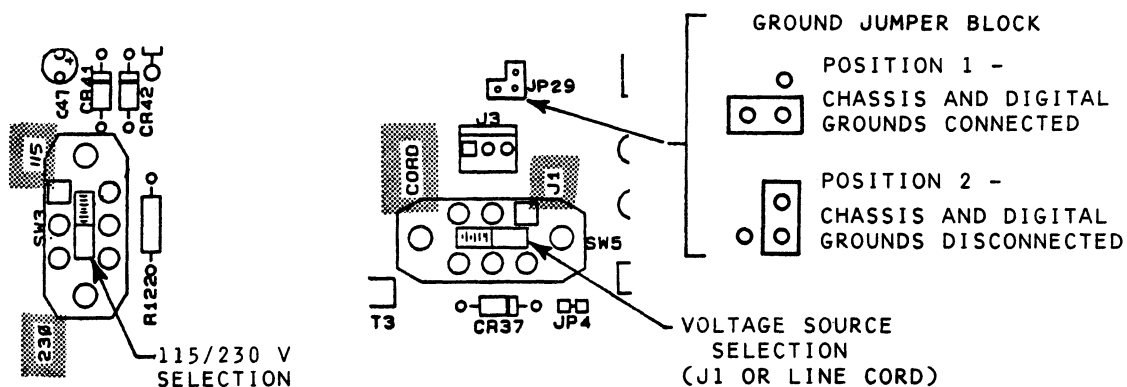 C47
CR41
CR42
115
SW3
230
R122
115/230 V
SELECTION
JP29
J3
CORD
J1
SW5
T3
CR37
JP4
VOLTAGE SOURCE
SELECTION
(J1 OR LINE CORD)
GROUND JUMPER BLOCK
POSITION 1 -
CHASSIS AND DIGITAL
GROUNDS CONNECTED
POSITION 2 -
CHASSIS AND DIGITAL
GROUNDS DISCONNECTED